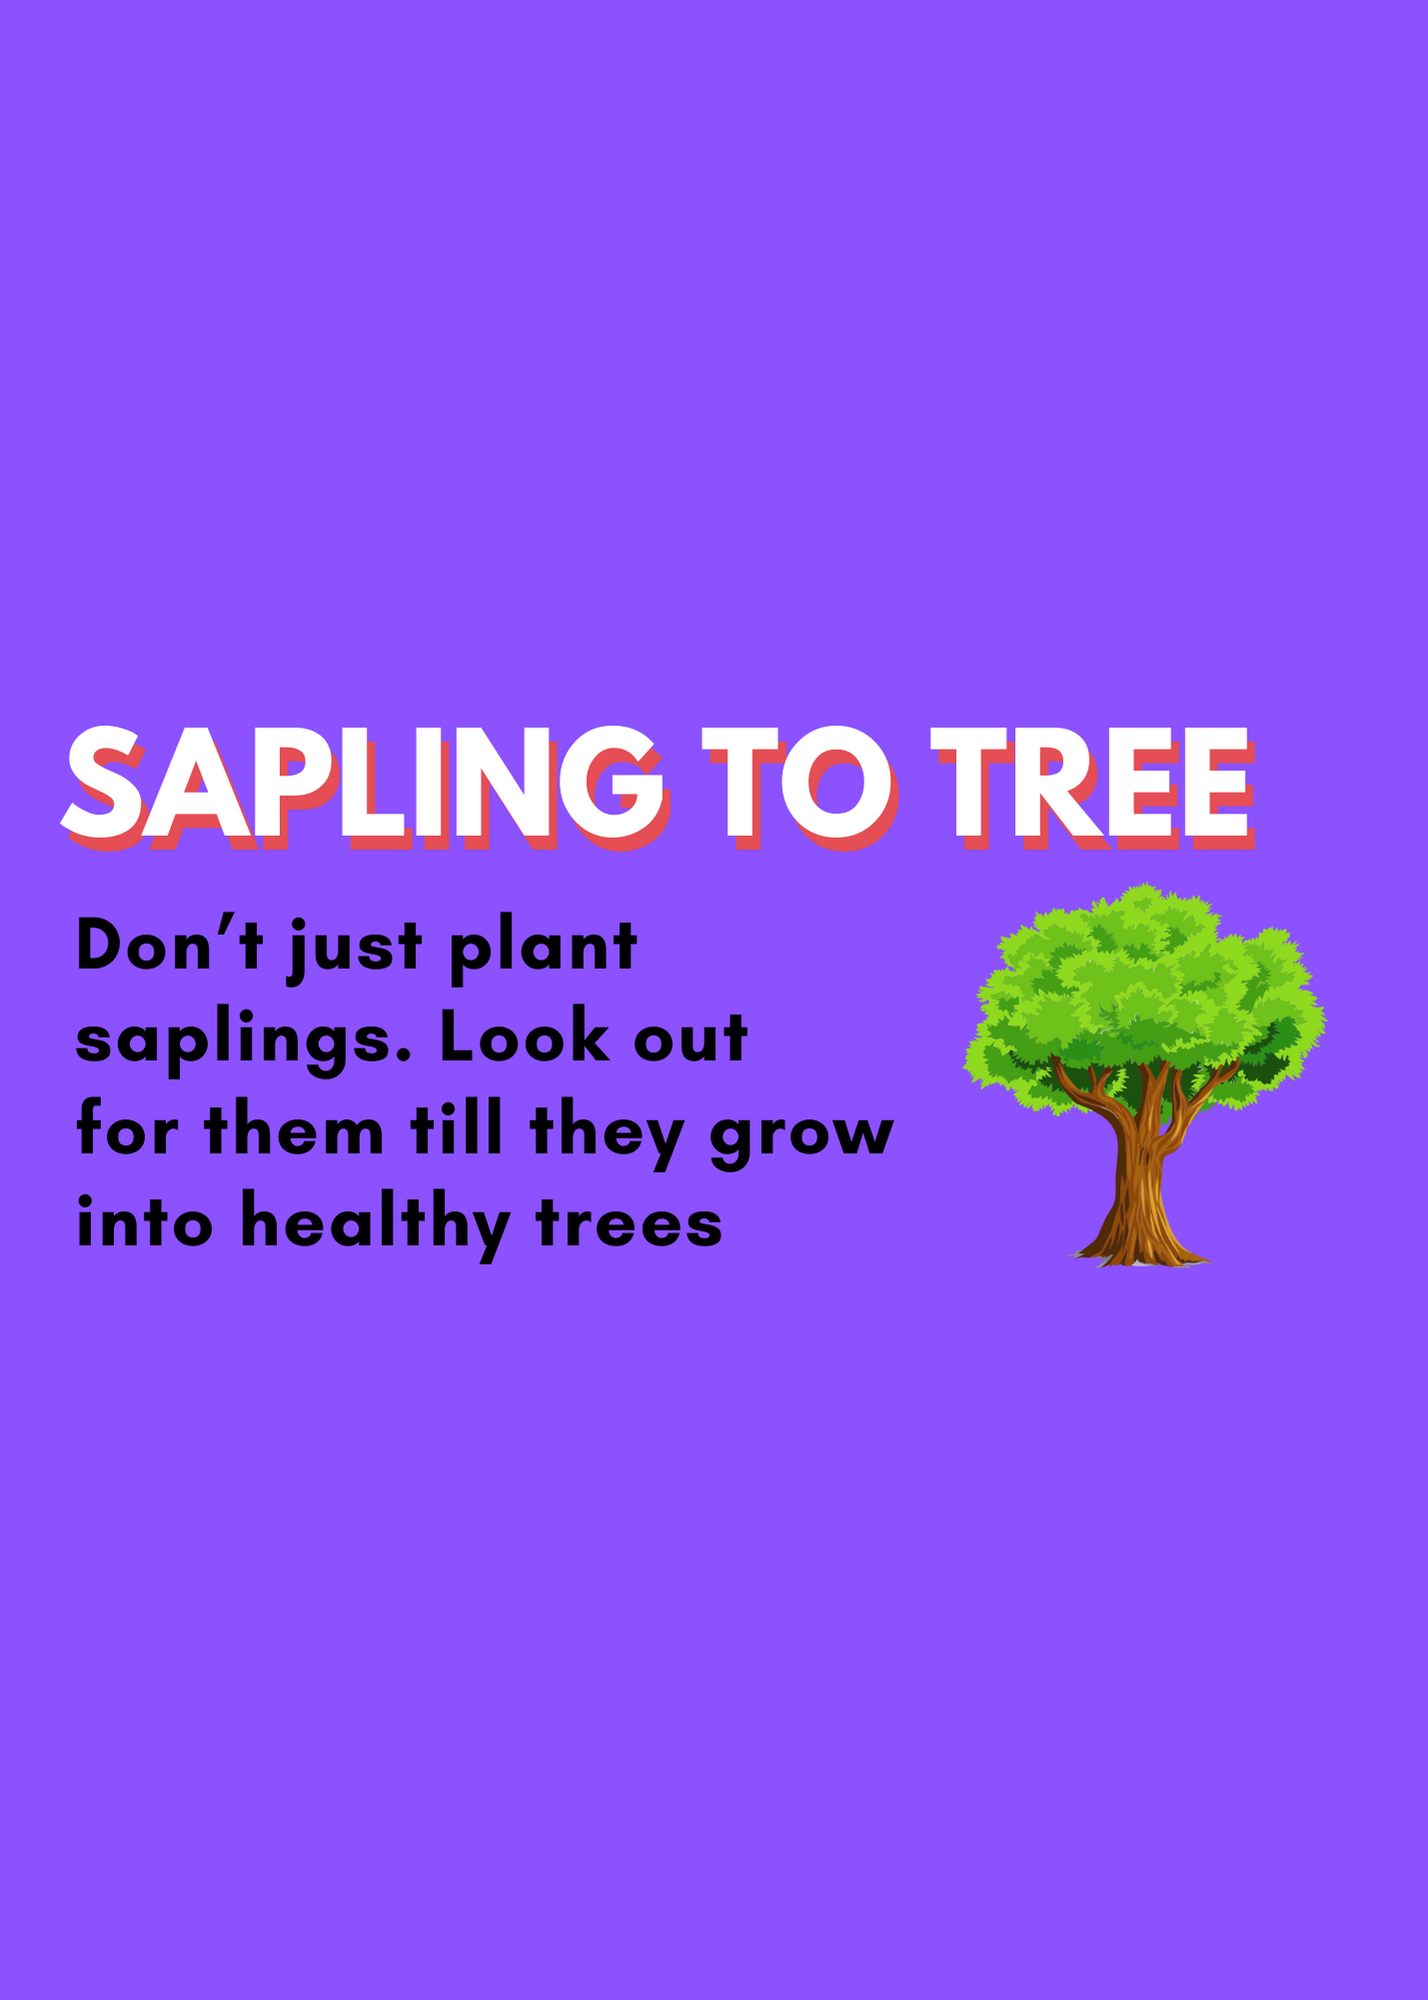 SAPLING TO TREE
Don’t just plant
saplings. Look out
for them till they grow
into healthy trees